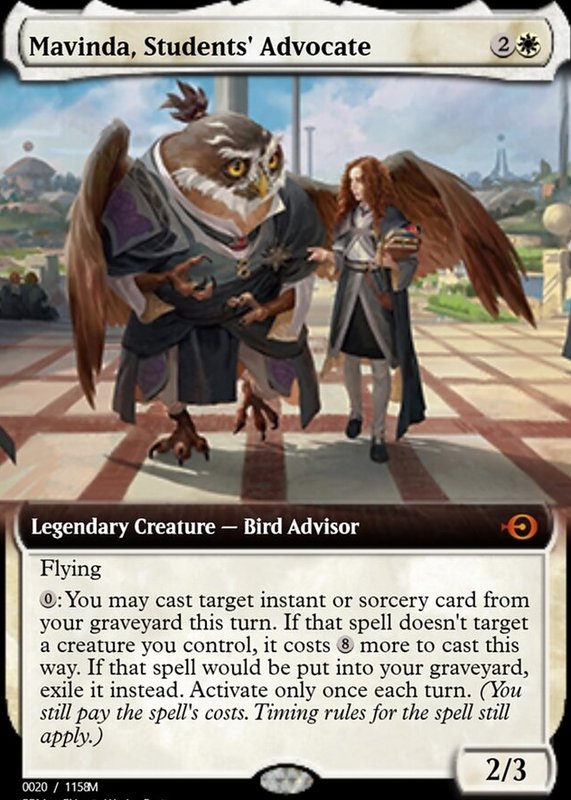 Mavinda, Students' Advocate 2
Legendary Creature — Bird Advisor
Flying
0: You may cast target instant or sorcery card from
your graveyard this turn. If that spell doesn't target
a creature you control, it costs 8 more to cast this
way. If that spell would be put into your graveyard,
exile it instead. Activate only once each turn. (You
still pay the spell's costs. Timing rules for the spell still
apply.)
2/3
0020 / 1158M